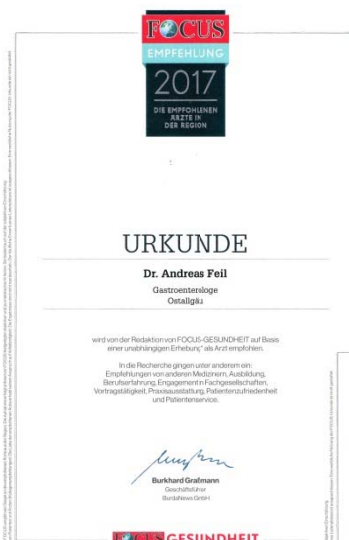 FOCUS
EMPFEHLUNG
2017
DIE EMPFOHLENEN
ÄRZTE IN
DER REGION
URKUNDE
Dr. Andreas Feil
Gastroenterologe
Ostallgäu
wird von der Redaktion von FOCUS-GESUNDHEIT auf Basis
einer unabhängigen Erhebung* als Arzt empfohlen.
In die Recherche gingen unter anderem ein:
Empfehlungen von anderen Medizinern, Ausbildung,
Berufserfahrung, Engagement in Fachgesellschaften,
Vortragstätigkeit, Praxisausstattung, Patientenzufriedenheit
und Patientenservice.
Burkhard Graßmann
Geschäftsführer
BurdaNews GmbH
FOCUS GESUNDHEIT